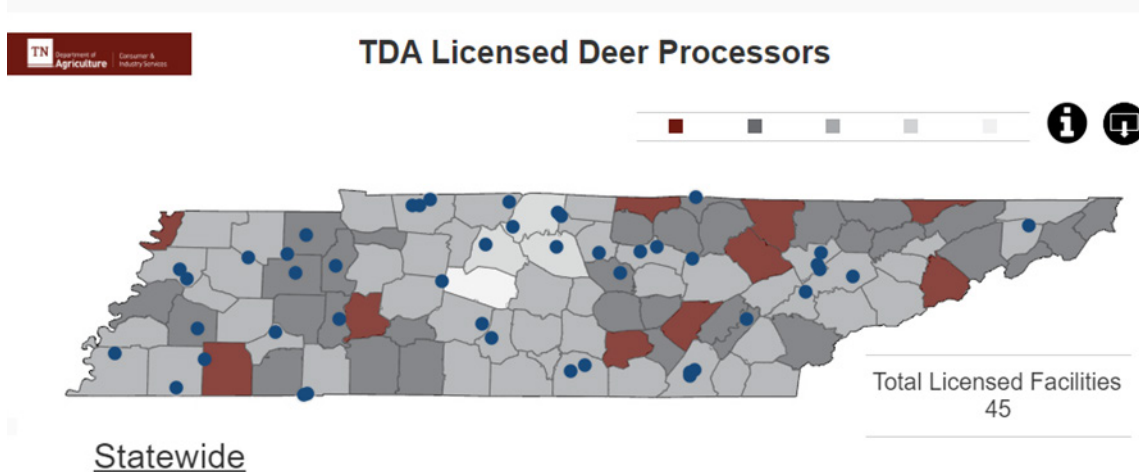 TN
Department of
Agriculture
Consumer &
Industry Services
TDA Licensed Deer Processors
i
Total Licensed Facilities
45
Statewide